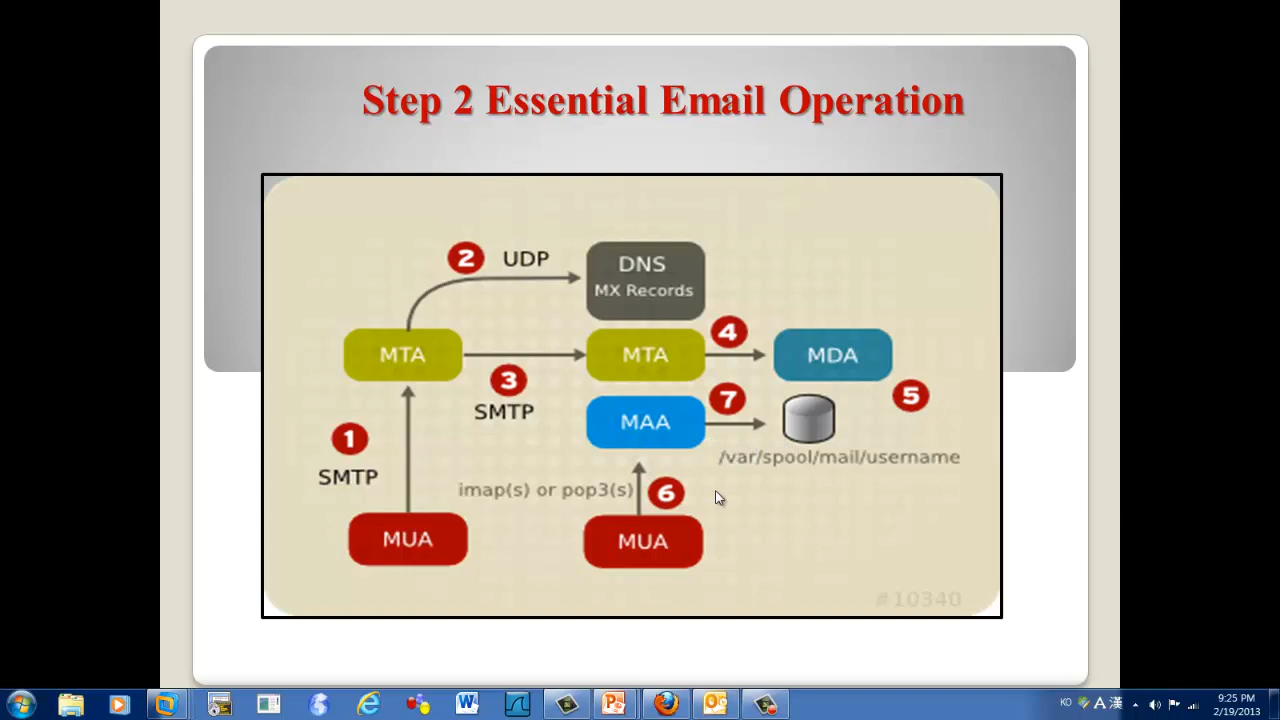 Step 2 Essential Email Operation
2 UDP
DNS
MX Records
MTA
MTA
4
MDA
3
SMTP
MAA
7
5
/var/spool/mail/username
1
SMTP
imap(s) or pop3(s)
6
MUA
MUA
#10340
KO A 漢
9:25 PM
2/19/2013